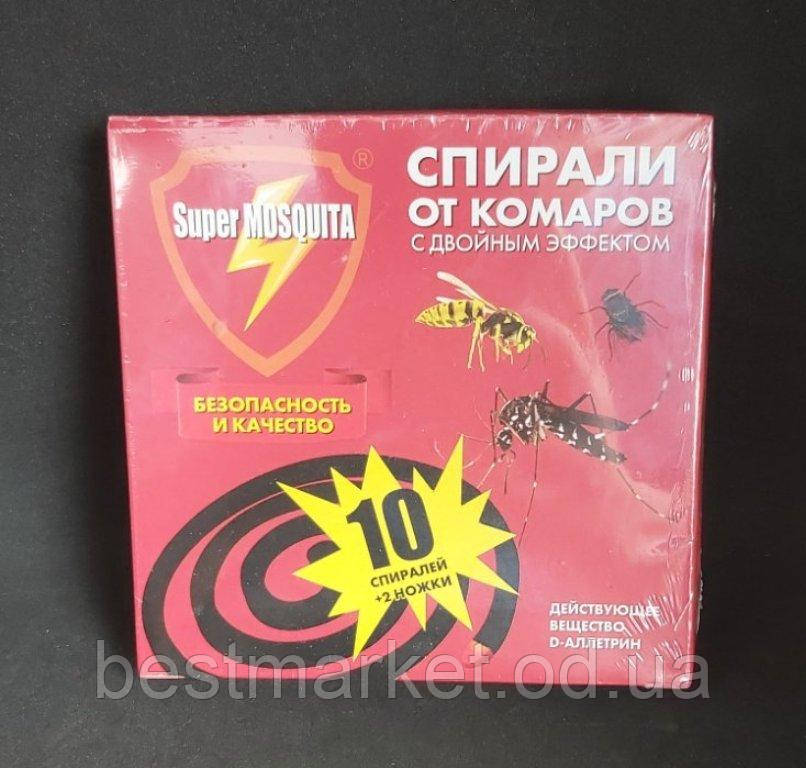 Super MOSQUITA
®
СПИРАЛИ
ОТ КОМАРОВ
С ДВОЙНЫМ ЭФФЕКТОМ
БЕЗОПАСНОСТЬ
И КАЧЕСТВО
10
СПИРАЛЕЙ
+2 НОЖКИ
ДЕЙСТВУЮЩЕЕ
ВЕЩЕСТВО
D-АЛЛЕТРИН
bestmarket.od.ua